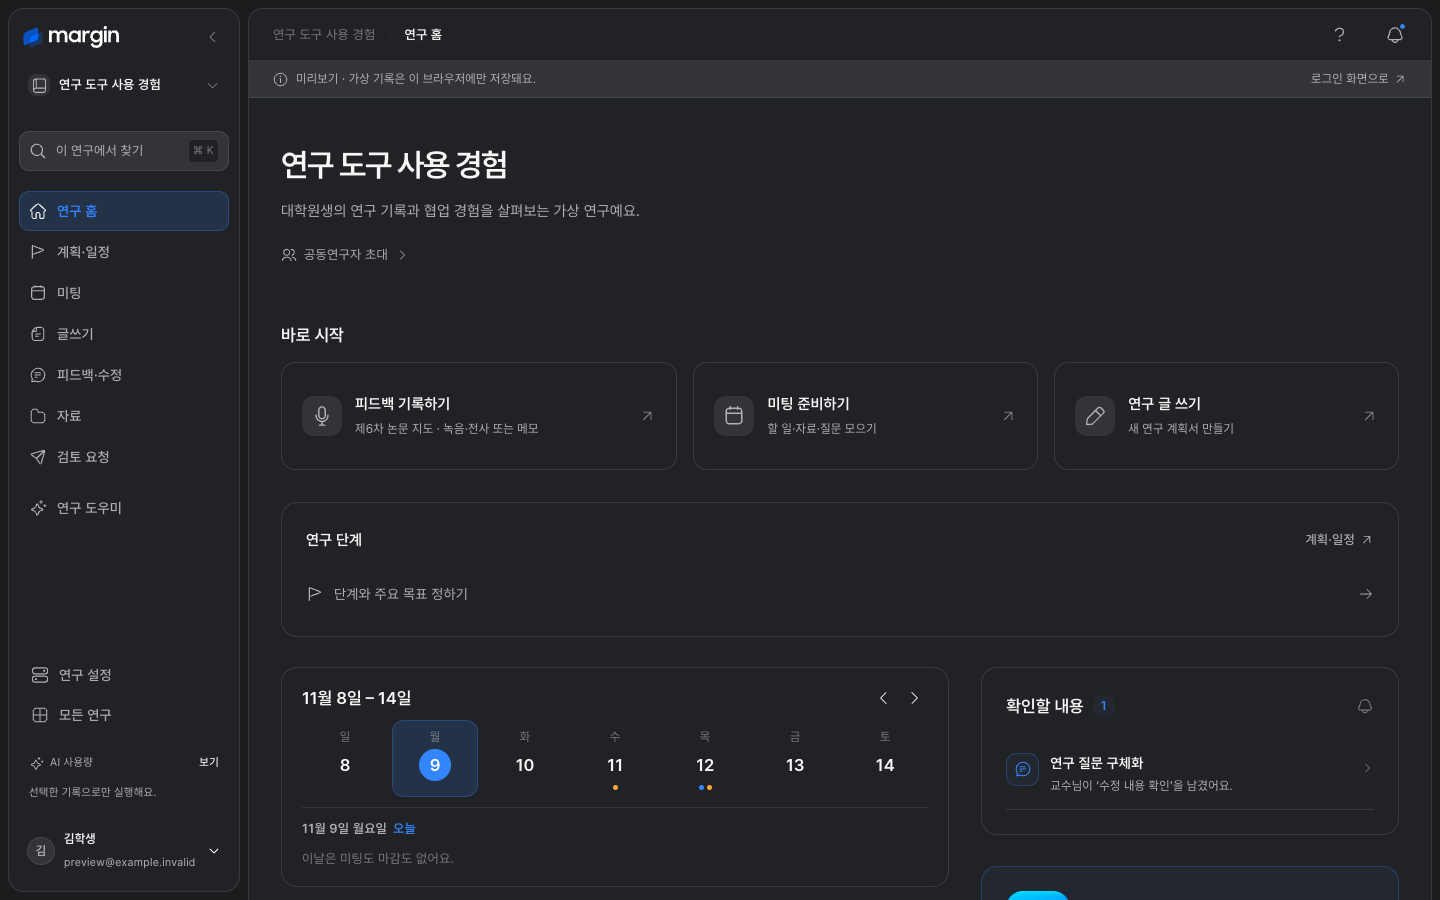 margin
연구 도구 사용 경험
이 연구에서 찾기
⌘ K
연구 홈
계획·일정
미팅
글쓰기
피드백·수정
자료
검토 요청
연구 도우미
연구 설정
모든 연구
AI 사용량
보기
선택한 기록으로만 실행해요.
김
김학생
preview@example.invalid
연구 도구 사용 경험
연구 홈
?
미리보기 · 가상 기록은 이 브라우저에만 저장돼요.
로그인 화면으로
연구 도구 사용 경험
대학원생의 연구 기록과 협업 경험을 살펴보는 가상 연구예요.
공동연구자 초대
바로 시작
피드백 기록하기
제6차 논문 지도 · 녹음·전사 또는 메모
미팅 준비하기
할 일·자료·질문 모으기
연구 글 쓰기
새 연구 계획서 만들기
연구 단계
계획·일정
단계와 주요 목표 정하기
11월 8일 – 14일
일 월 화 수 목 금 토
8 9 10 11 12 13 14
11월 9일 월요일 오늘
이날은 미팅도 마감도 없어요.
확인할 내용 1
연구 질문 구체화
교수님이 ‘수정 내용 확인’을 남겼어요.